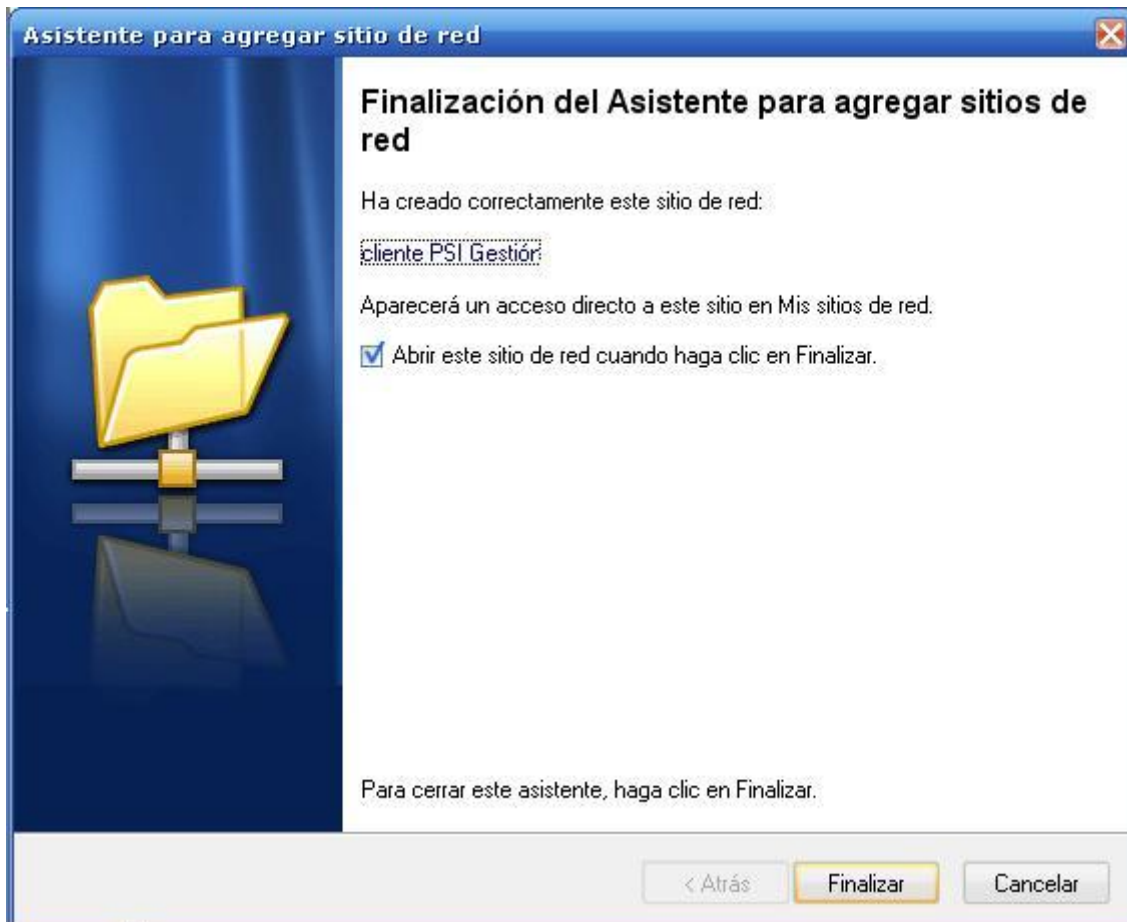 Asistente para agregar sitio de red
Finalización del Asistente para agregar sitios de
red
Ha creado correctamente este sitio de red:
cliente PSI Gestión
Aparecerá un acceso directo a este sitio en Mis sitios de red.
Abrir este sitio de red cuando haga clic en Finalizar.
Para cerrar este asistente, haga clic en Finalizar.
< Atrás
Finalizar
Cancelar